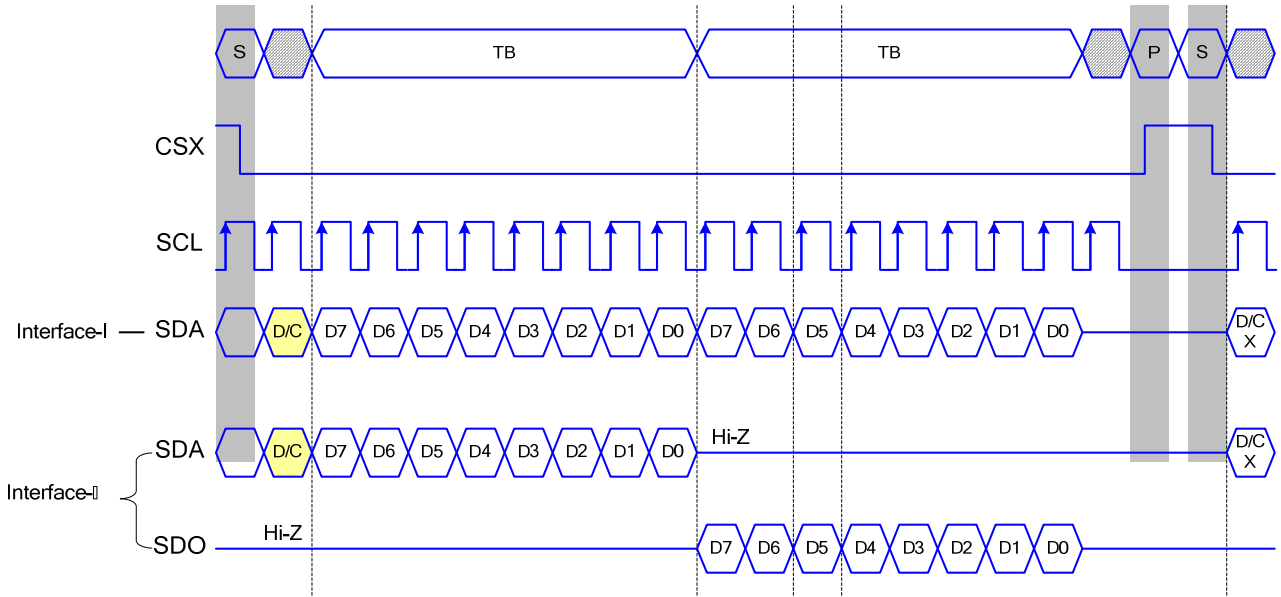 S TB TB P S
CSX
SCL
Interface-I SDA D/C D7 D6 D5 D4 D3 D2 D1 D0 D7 D6 D5 D4 D3 D2 D1 D0 D/C X
SDA D/C D7 D6 D5 D4 D3 D2 D1 D0 Hi-Z D/C X
Interface-▯
SDO Hi-Z D7 D6 D5 D4 D3 D2 D1 D0